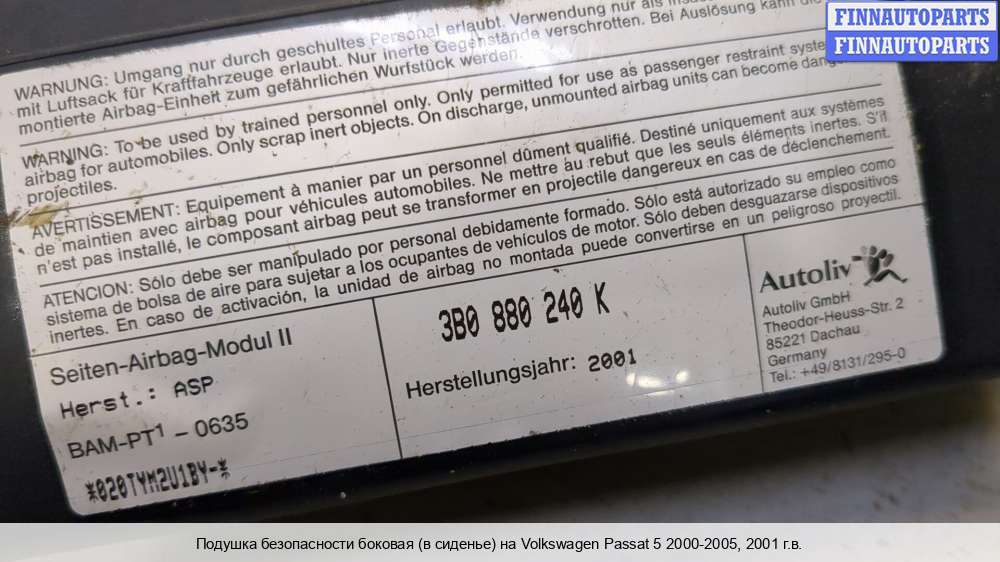 FINNAUTOPARTS
FINNAUTOPARTS
WARNUNG: Umgang nur durch geschultes Personal erlaubt. Verwendung nur als
mit Luftsack für Kraftfahrzeuge erlaubt. Nur inerte Gegenstände verschrotten. Bei Auslösung kann die
montierte Airbag-Einheit zum gefährlichen Wurfstück werden.
WARNING: To be used by trained personnel only. Only permitted for use as passenger restraint
airbag for automobiles. Only scrap inert objects. On discharge, unmounted airbag units can become
projectiles.
AVERTISSEMENT: Equipement à manier par un personnel dûment qualifié. Destiné uniquement aux systèmes
de maintien avec airbag pour véhicules automobiles. Ne mettre au rebut que les seuls éléments inertes. S'il
n'est pas installé, le composant airbag peut se transformer en projectile dangereux en cas de déclenchement.
ATENCION: Sólo debe ser manipulado por personal debidamente formado. Sólo está autorizado su empleo como
sistema de bolsa de aire para sujetar a los ocupantes de vehículos de motor. Sólo deben desguazarse dispositivos
inertes. En caso de activación, la unidad de airbag no montada puede convertirse en un peligroso proyectil.
Seiten-Airbag-Modul II
Herst.: ASP
BAM-PT1 – 0635
*020TYM2U1BY-*
3B0 880 240 K
Herstellungsjahr: 2001
Autoliv
Autoliv GmbH
Theodor-Heuss-Str. 2
85221 Dachau
Germany
Tel.: +49/8131/295-0
Подушка безопасности боковая (в сиденье) на Volkswagen Passat 5 2000-2005, 2001 г.в.